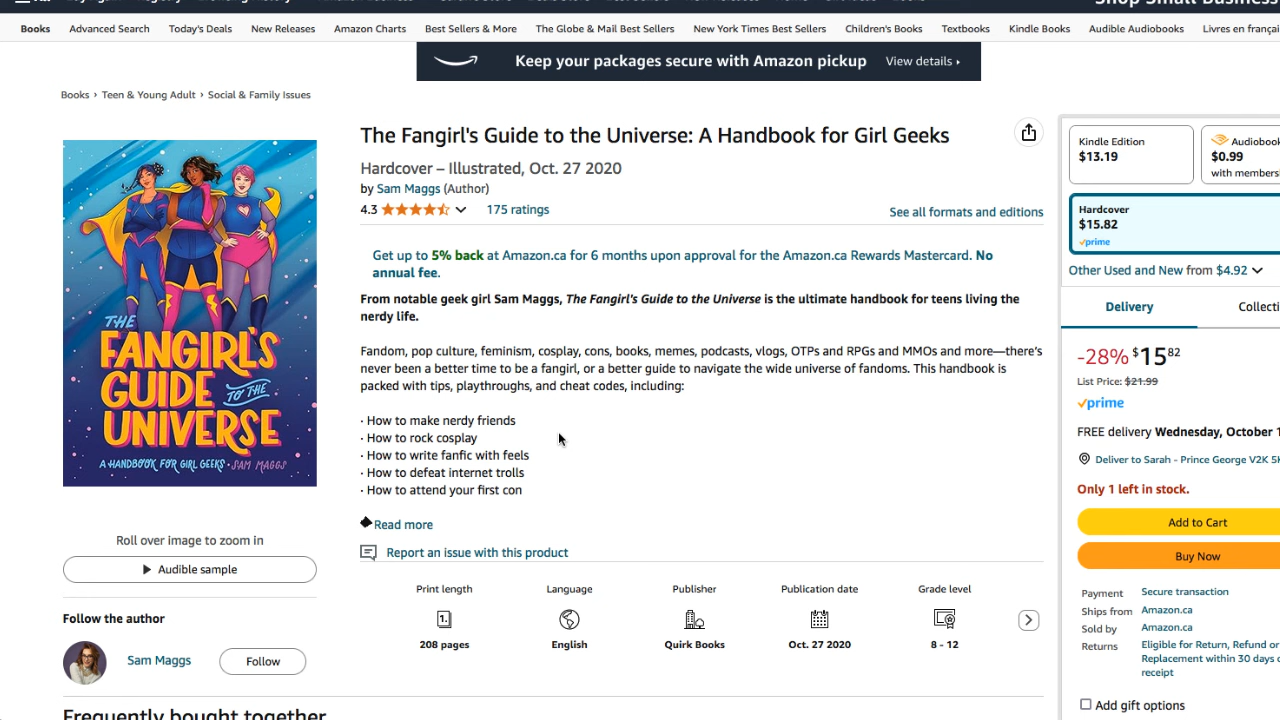 Shop Small Business
Books Advanced Search Today's Deals New Releases Amazon Charts Best Sellers & More The Globe & Mail Best Sellers New York Times Best Sellers Children's Books Textbooks Kindle Books Audible Audiobooks Livres en françai
Keep your packages secure with Amazon pickup View details ▸
Books › Teen & Young Adult › Social & Family Issues
THE
FANGIRL'S
GUIDE TO THE
UNIVERSE
A HANDBOOK FOR GIRL GEEKS • SAM MAGGS
Roll over image to zoom in
Audible sample
Follow the author
Sam Maggs Follow
The Fangirl's Guide to the Universe: A Handbook for Girl Geeks
Hardcover – Illustrated, Oct. 27 2020
by Sam Maggs (Author)
4.3 175 ratings
See all formats and editions
Get up to 5% back at Amazon.ca for 6 months upon approval for the Amazon.ca Rewards Mastercard. No
annual fee.
From notable geek girl Sam Maggs, The Fangirl's Guide to the Universe is the ultimate handbook for teens living the
nerdy life.
Fandom, pop culture, feminism, cosplay, cons, books, memes, podcasts, vlogs, OTPs and RPGs and MMOs and more—there's
never been a better time to be a fangirl, or a better guide to navigate the wide universe of fandoms. This handbook is
packed with tips, playthroughs, and cheat codes, including:
· How to make nerdy friends
· How to rock cosplay
· How to write fanfic with feels
· How to defeat internet trolls
· How to attend your first con
Read more
Report an issue with this product
Print length Language Publisher Publication date Grade level
1.
208 pages English Quirk Books Oct. 27 2020 8 - 12
Frequently bought together
Kindle Edition
$13.19
Audiobook
$0.99
with members
Hardcover
$15.82
prime
Other Used and New from $4.92
Delivery Collecti
-28% $15 82
List Price: $21.99
prime
FREE delivery Wednesday, October 1
Deliver to Sarah - Prince George V2K 5
Only 1 left in stock.
Add to Cart
Buy Now
Payment Secure transaction
Ships from Amazon.ca
Sold by Amazon.ca
Returns Eligible for Return, Refund or
Replacement within 30 days o
receipt
Add gift options